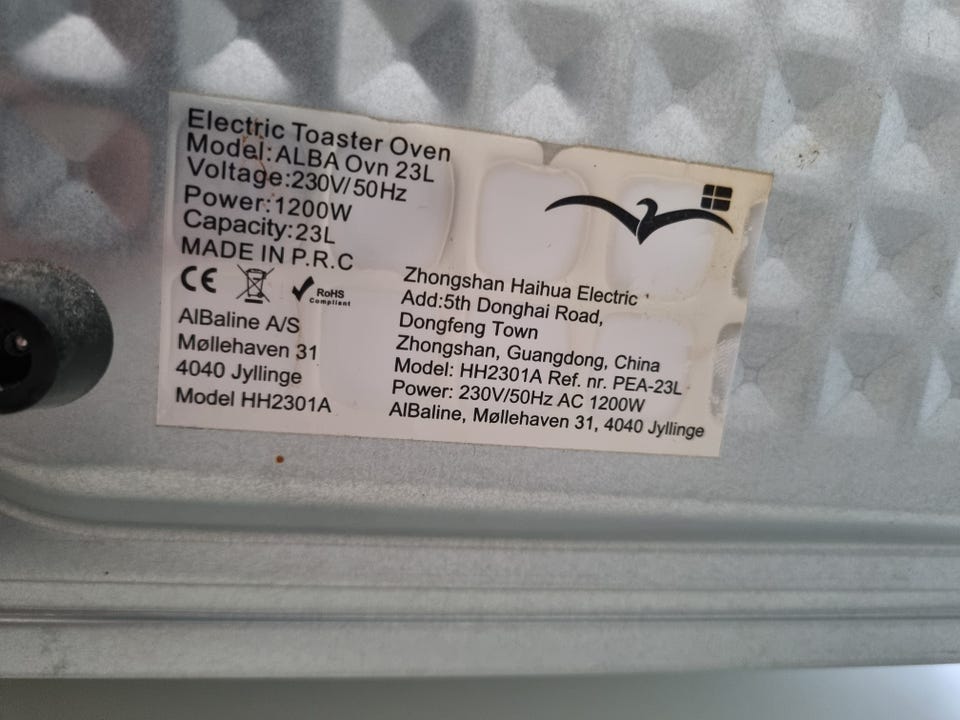 Electric Toaster Oven
Model:ALBA Ovn 23L
Voltage:230V/50Hz
Power:1200W
Capacity:23L
MADE IN P.R.C
CE
RoHS
Compliant
AlBaline A/S
Møllehaven 31
4040 Jyllinge
Model HH2301A
Zhongshan Haihua Electric
Add:5th Donghai Road,
Dongfeng Town
Zhongshan, Guangdong, China
Model: HH2301A Ref. nr. PEA-23L
Power: 230V/50Hz AC 1200W
AlBaline, Møllehaven 31, 4040 Jyllinge